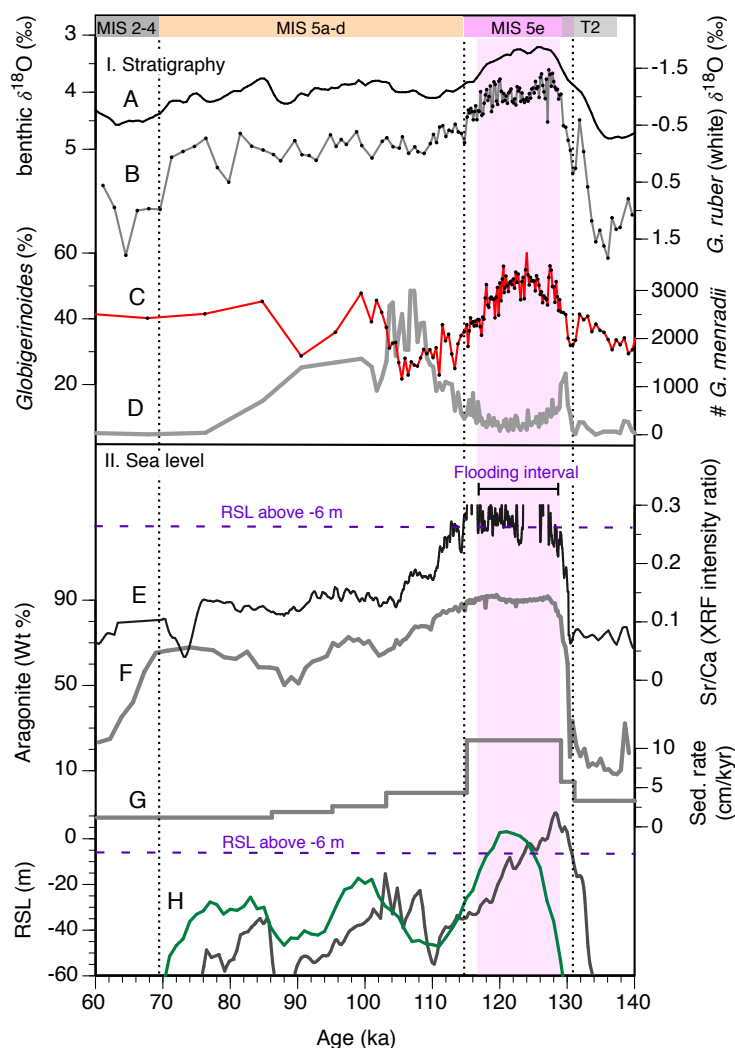 MIS 2-4 MIS 5a-d MIS 5e T2
I. Stratigraphy
A
B
C
D
benthic δ18O (‰)
3
4
5
G. ruber (white) δ18O (‰)
-1.5
-0.5
0.5
1.5
Globigerinoides (%)
60
40
20
# G. menradii
3000
2000
1000
0
II. Sea level
Flooding interval
RSL above -6 m
E
F
G
Aragonite (Wt %)
90
50
10
Sr/Ca (XRF intensity ratio)
0.3
0.2
0.1
0
Sed. rate
(cm/kyr)
10
5
0
RSL above -6 m
H
RSL (m)
0
-20
-40
-60
60 70 80 90 100 110 120 130 140
Age (ka)